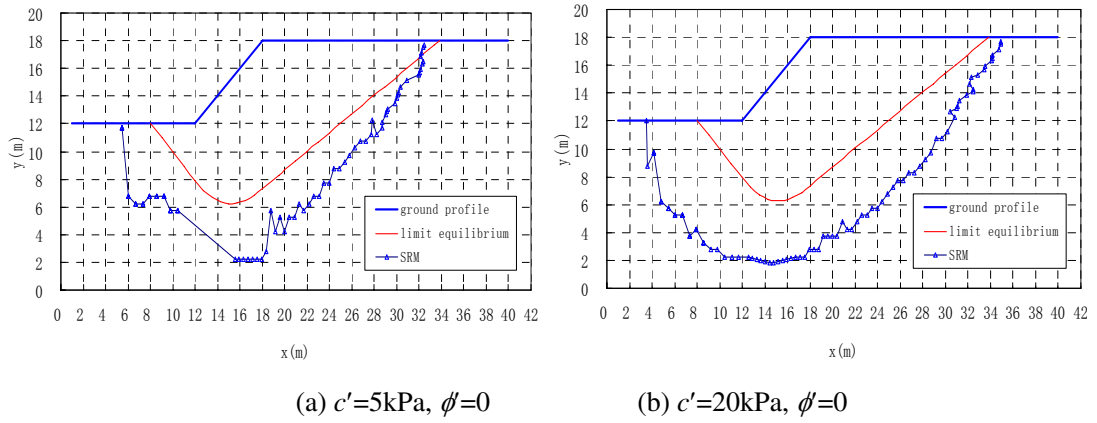 20
18
16
14
12
10
8
6
4
2
0
y(m)
0 2 4 6 8 10 12 14 16 18 20 22 24 26 28 30 32 34 36 38 40 42
x(m)
ground profile
limit equilibrium
SRM
(a) c′=5kPa, ϕ′=0
20
18
16
14
12
10
8
6
4
2
0
y(m)
0 2 4 6 8 10 12 14 16 18 20 22 24 26 28 30 32 34 36 38 40 42
x(m)
ground profile
limit equilibrium
SRM
(b) c′=20kPa, ϕ′=0